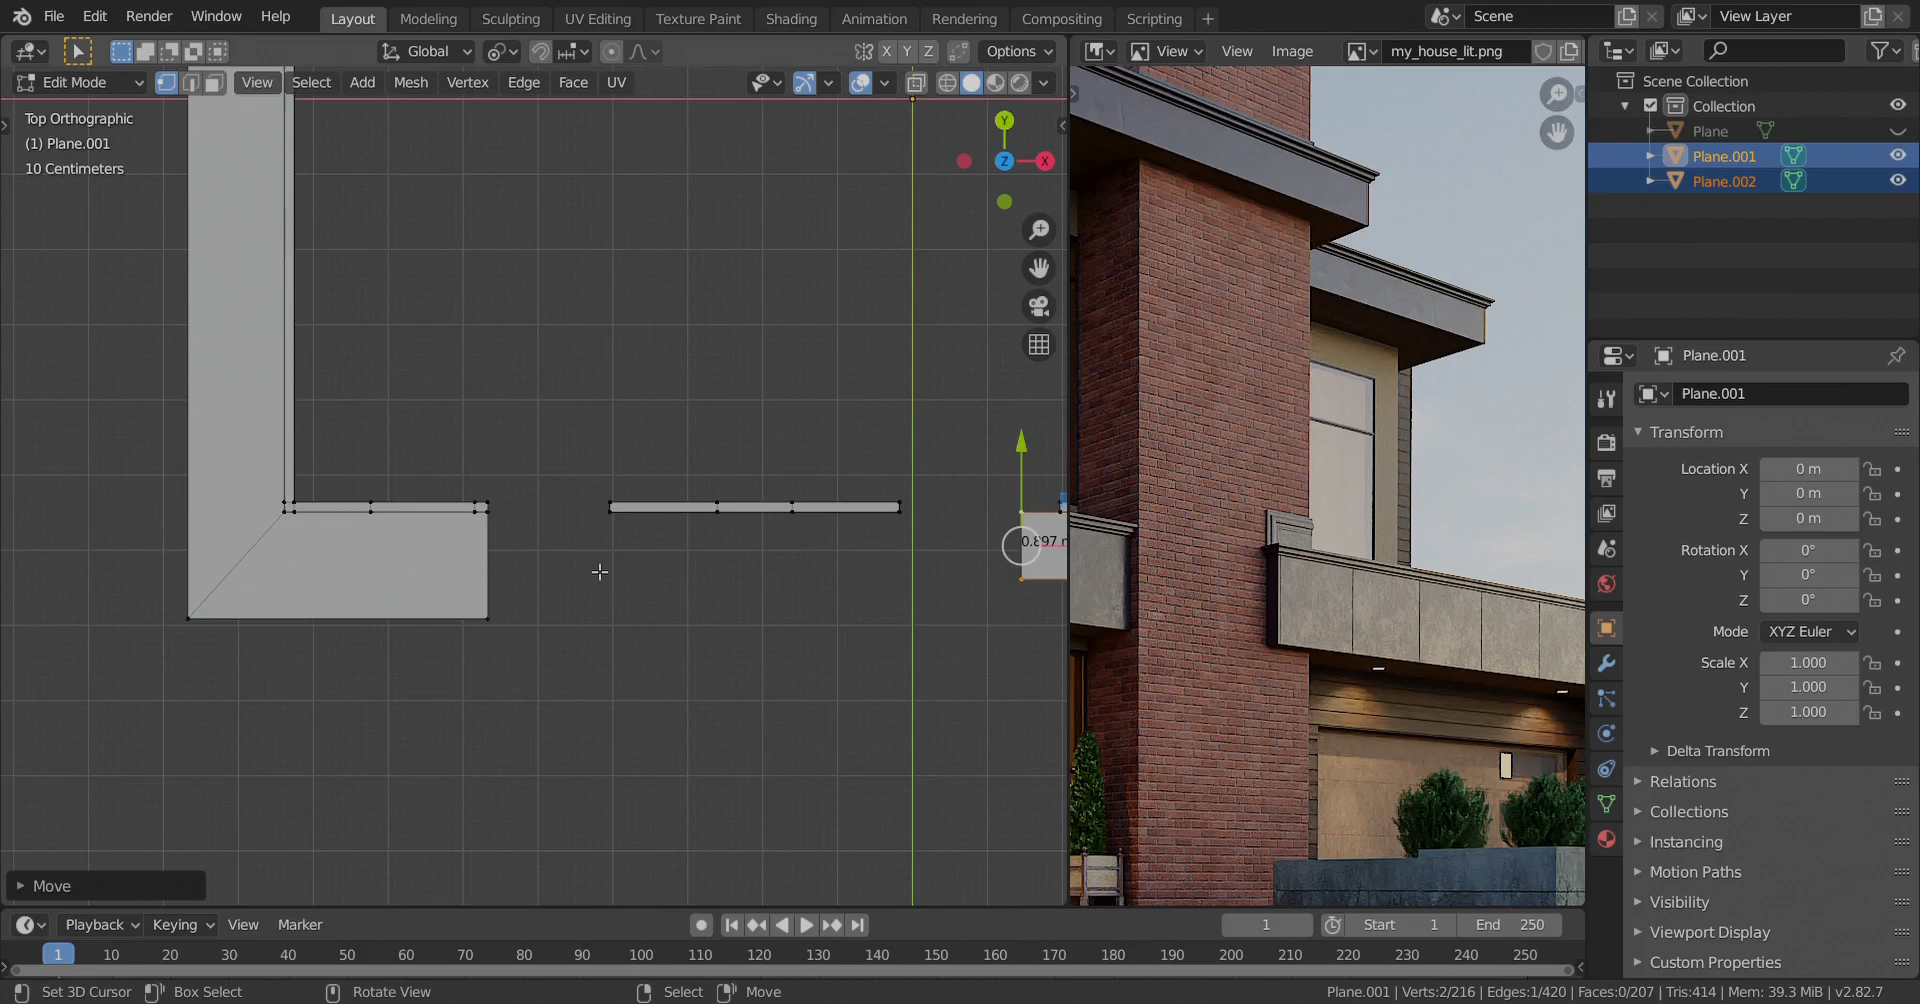 File Edit Render Window Help Layout Modeling Sculpting UV Editing Texture Paint Shading Animation Rendering Compositing Scripting + Scene View Layer
Global X Y Z Options View View Image my_house_lit.png
Edit Mode View Select Add Mesh Vertex Edge Face UV
Top Orthographic
(1) Plane.001
10 Centimeters
Y
Z
X
Scene Collection
Collection
Plane
Plane.001
Plane.002
Plane.001
Plane.001
Transform
Location X 0 m
Y 0 m
Z 0 m
Rotation X 0°
Y 0°
Z 0°
Mode XYZ Euler
Scale X 1.000
Y 1.000
Z 1.000
Delta Transform
Relations
Collections
Instancing
Motion Paths
Visibility
Viewport Display
Custom Properties
Move
Playback Keying View Marker 1 Start 1 End 250
1 10 20 30 40 50 60 70 80 90 100 110 120 130 140 150 160 170 180 190 200 210 220 230 240 250
Set 3D Cursor Box Select Rotate View Select Move Plane.001 | Verts:2/216 | Edges:1/420 | Faces:0/207 | Tris:414 | Mem: 39.3 MiB | v2.82.7